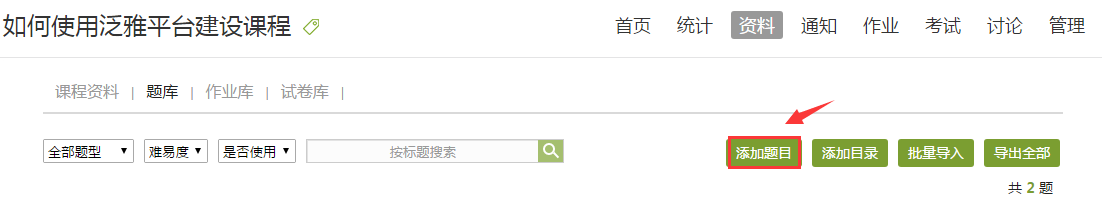 如何使用泛雅平台建设课程
首页 统计 资料 通知 作业 考试 讨论 管理
课程资料 | 题库 | 作业库 | 试卷库 |
全部题型 难易度 是否使用 按标题搜索 添加题目 添加目录 批量导入 导出全部
共 2 题